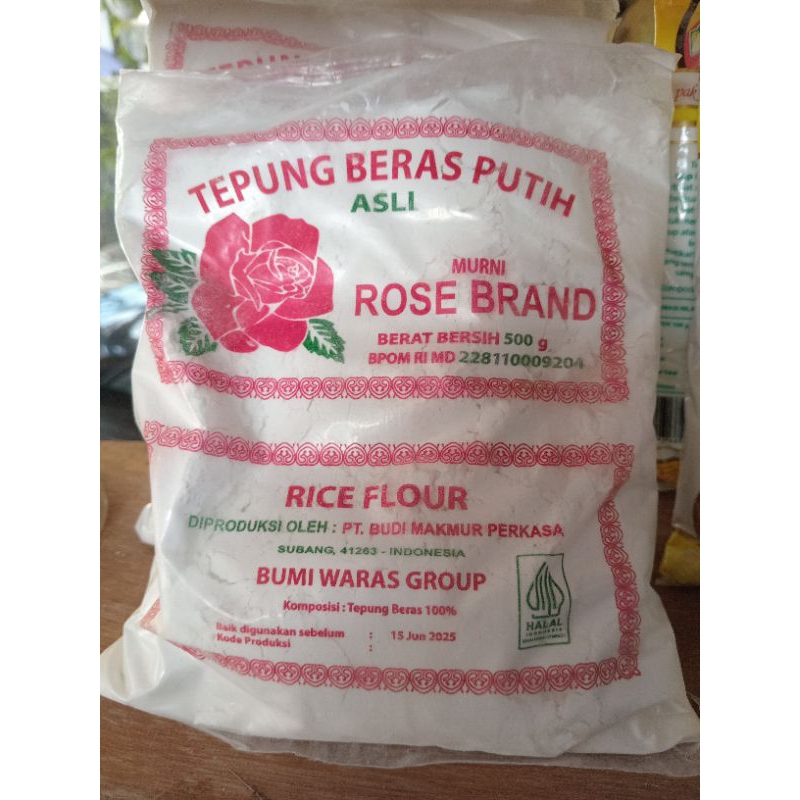 TEPUNG BERAS PUTIH
ASLI
MURNI
ROSE BRAND
BERAT BERSIH 500 g
BPOM RI MD 228110009204
RICE FLOUR
DIPRODUKSI OLEH : PT. BUDI MAKMUR PERKASA
SUBANG, 41263 - INDONESIA
BUMI WARAS GROUP
Komposisi : Tepung Beras 100%
Baik digunakan sebelum : 15 Jun 2025
Kode Produksi :
HALAL
INDONESIA